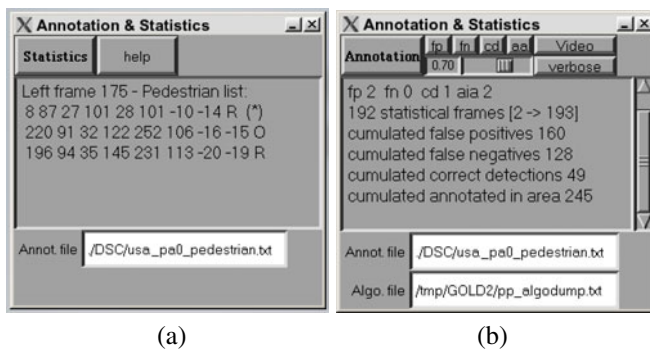 Annotation & Statistics
Statistics help
Left frame 175 - Pedestrian list:
8 87 27 101 28 101 -10 -14 R (*)
220 91 32 122 252 106 -16 -15 O
196 94 35 145 231 113 -20 -19 R
Annot. file ./DSC/usa_pa0_pedestrian.txt
(a)
Annotation & Statistics
Annotation fp fn cd aa Video
0.70 verbose
fp 2 fn 0 cd 1 aia 2
192 statistical frames [2 -> 193]
cumulated false positives 160
cumulated false negatives 128
cumulated correct detections 49
cumulated annotated in area 245
Annot. file ./DSC/usa_pa0_pedestrian.txt
Algo. file /tmp/GOLD2/pp_algodump.txt
(b)